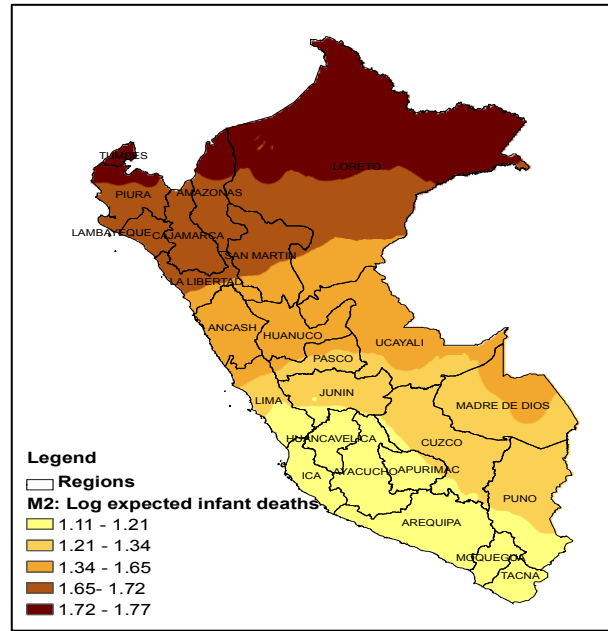 TUMBES
LORETO
PIURA
AMAZONAS
LAMBAYEQUE
CAJAMARCA
SAN MARTIN
LA LIBERTAD
ANCASH
HUANUCO
UCAYALI
PASCO
LIMA
JUNIN
MADRE DE DIOS
HUANCAVELICA
CUZCO
ICA
AYACUCHO
APURIMAC
PUNO
AREQUIPA
MOQUEGUA
TACNA
Legend
Regions
M2: Log expected infant deaths
1.11 - 1.21
1.21 - 1.34
1.34 - 1.65
1.65- 1.72
1.72 - 1.77